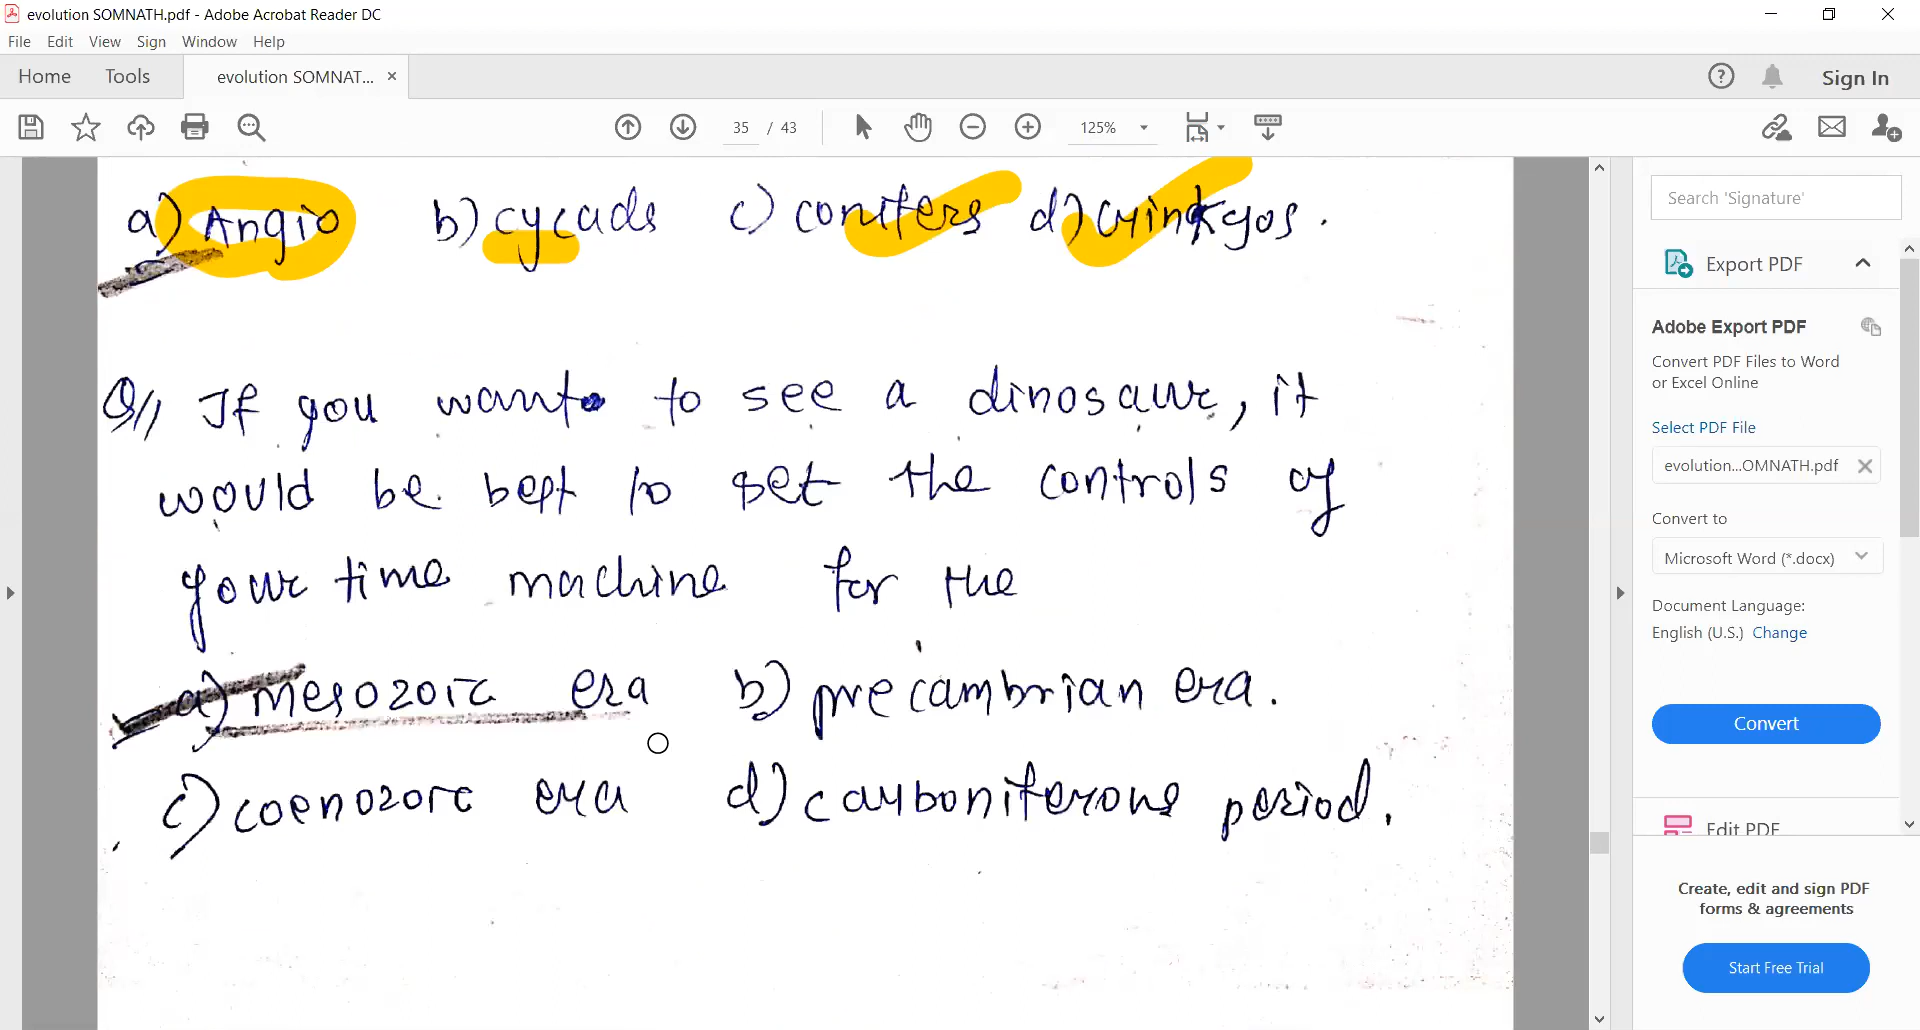 evolution SOMNATH.pdf - Adobe Acrobat Reader DC
File Edit View Sign Window Help
Home Tools evolution SOMNAT... × Sign In
35 / 43 125%
a) Angio b) cycads c) conifers d) Ginkgos.
Q// If you want to see a dinosaur, it
would be best to set the controls of
your time machine for the
a) mesozoic era b) precambrian era.
c) coenozoic era d) carboniferous period.
Search 'Signature'
Export PDF
Adobe Export PDF
Convert PDF Files to Word
or Excel Online
Select PDF File
evolution...OMNATH.pdf
Convert to
Microsoft Word (*.docx)
Document Language:
English (U.S.) Change
Convert
Edit PDF
Create, edit and sign PDF
forms & agreements
Start Free Trial